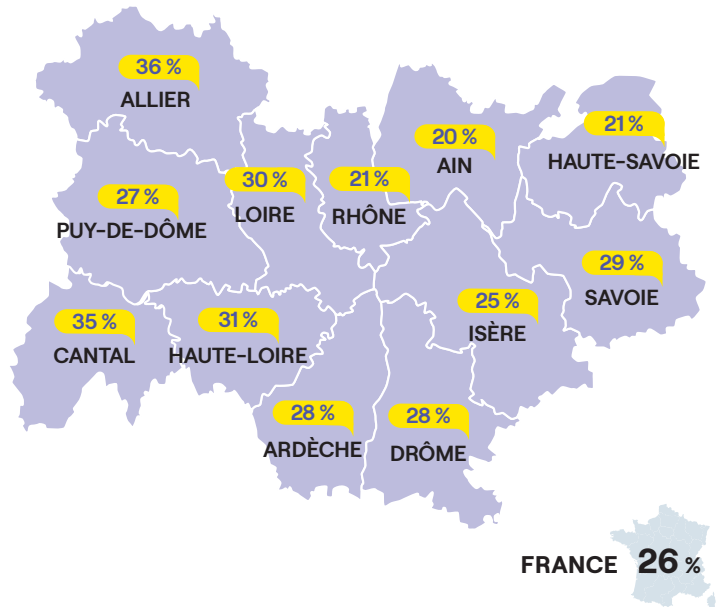 36 %
ALLIER
20 %
AIN
21 %
HAUTE-SAVOIE
27 %
PUY-DE-DÔME
30 %
LOIRE
21 %
RHÔNE
29 %
SAVOIE
25 %
ISÈRE
35 %
CANTAL
31 %
HAUTE-LOIRE
28 %
ARDÈCHE
28 %
DRÔME
FRANCE 26 %